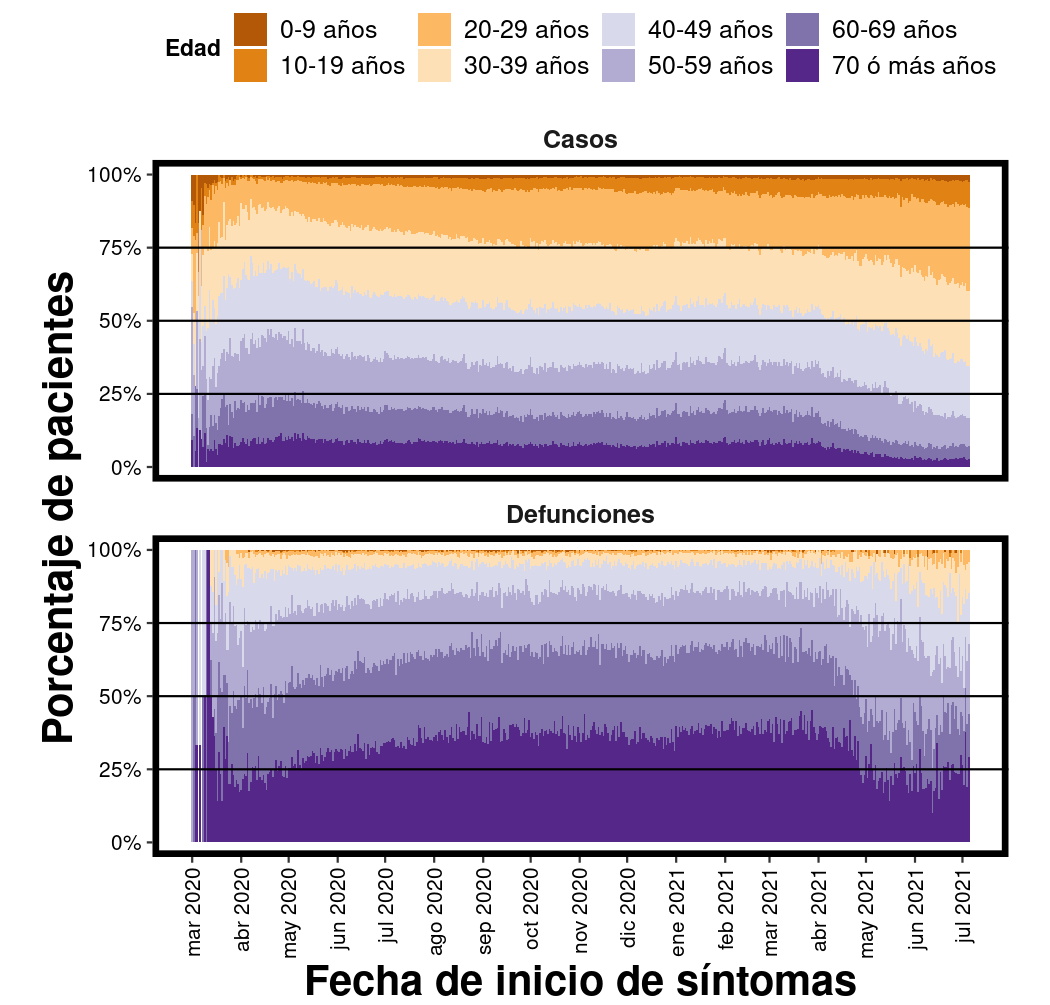 Edad
0-9 años
20-29 años
40-49 años
60-69 años
10-19 años
30-39 años
50-59 años
70 ó más años
Casos
100%
75%
50%
25%
0%
Defunciones
100%
75%
50%
25%
0%
Porcentaje de pacientes
mar 2020
abr 2020
may 2020
jun 2020
jul 2020
ago 2020
sep 2020
oct 2020
nov 2020
dic 2020
ene 2021
feb 2021
mar 2021
abr 2021
may 2021
jun 2021
jul 2021
Fecha de inicio de síntomas